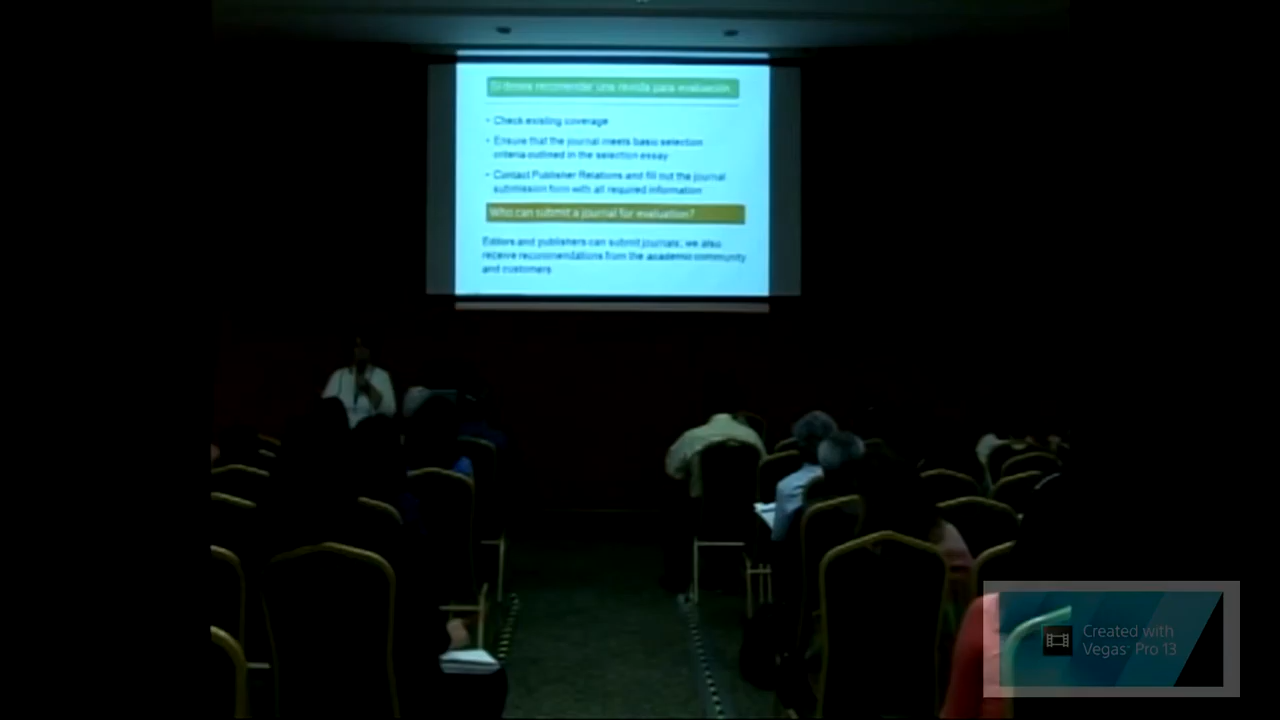 Si desea recomendar una revista para evaluación
• Check existing coverage
• Ensure that the journal meets basic selection
criteria outlined in the selection essay
• Contact Publisher Relations and fill out the journal
submission form with all required information
Who can submit a journal for evaluation?
Editors and publishers can submit journals; we also
receive recommendations from the academic community
and customers
Created with
Vegas™ Pro 13